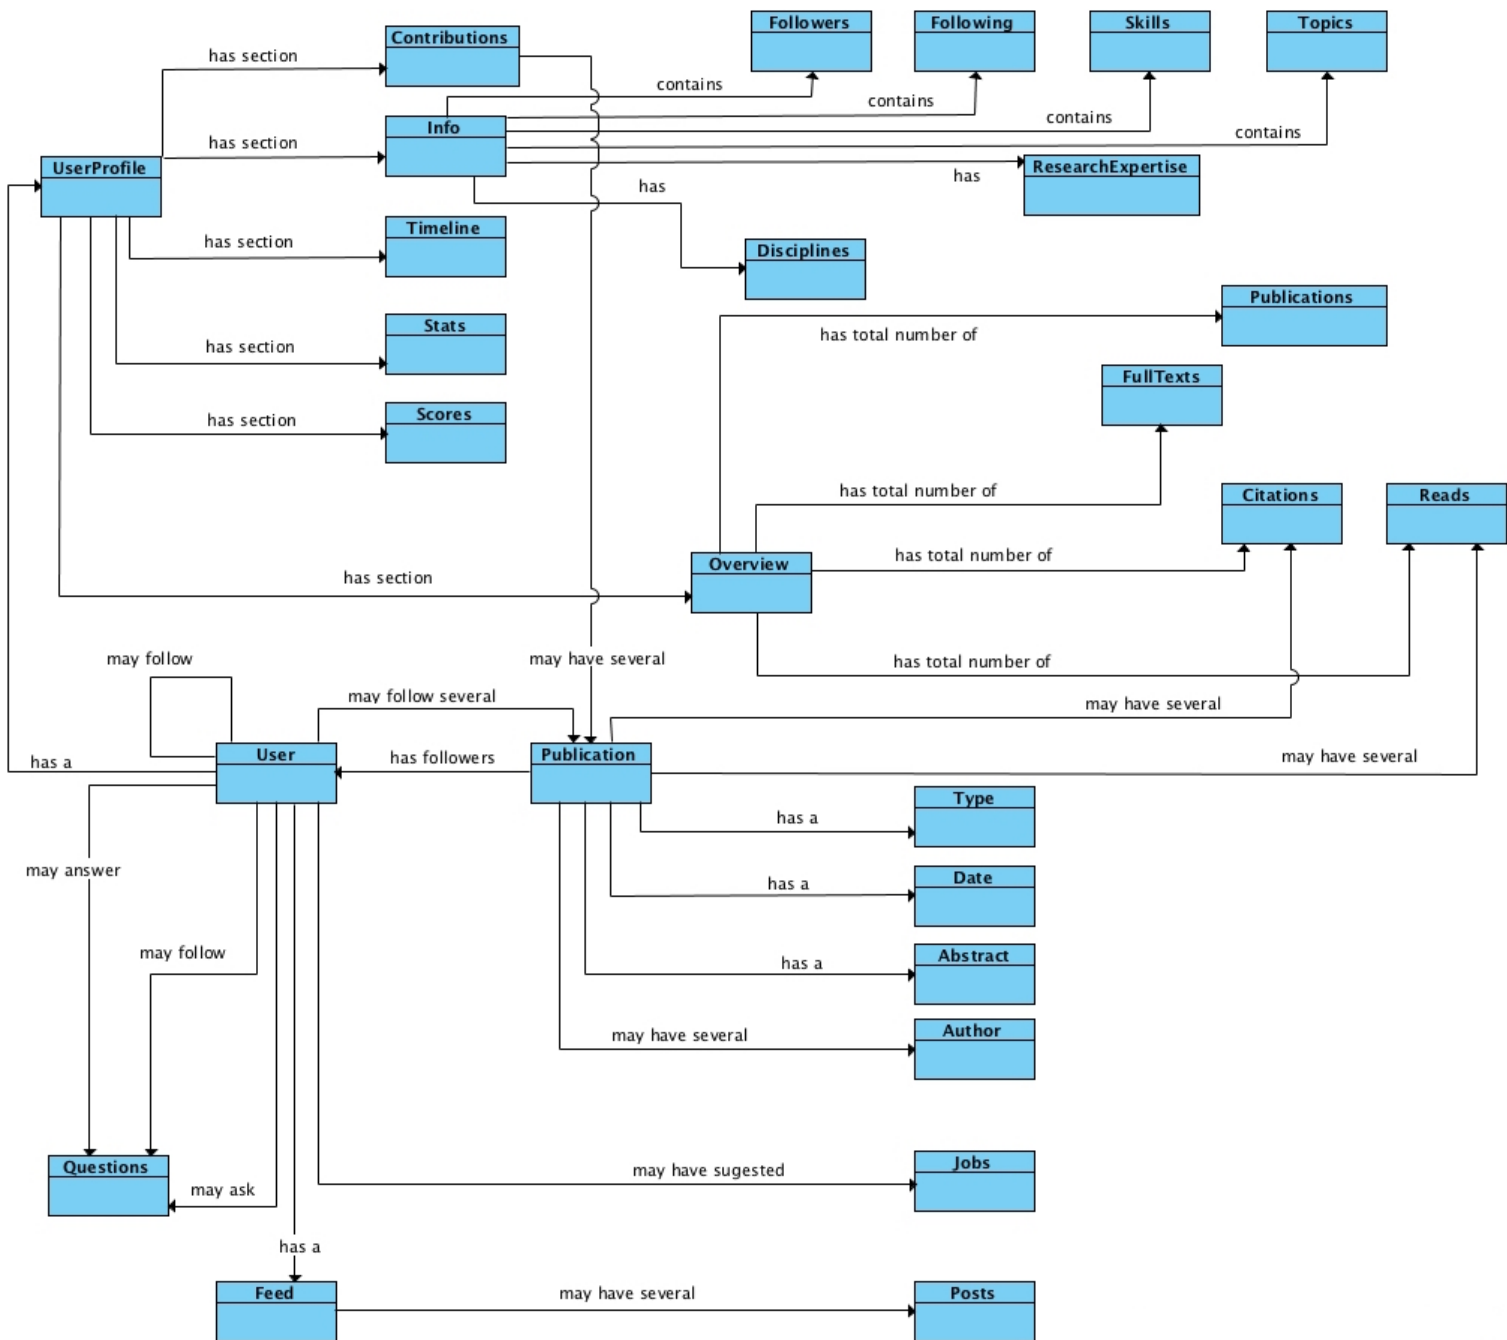 Followers
Following
Skills
Topics
Contributions
has section
contains
contains
contains
contains
Info
has section
UserProfile
ResearchExpertise
has
has
Timeline
has section
Disciplines
Publications
has total number of
Stats
has section
FullTexts
Scores
has section
has total number of
Citations
Reads
has total number of
Overview
has section
may follow
may have several
has total number of
may follow several
may have several
User
has followers
Publication
has a
may have several
Type
has a
may answer
Date
has a
may follow
Abstract
has a
Author
may have several
Questions
may have sugested
Jobs
may ask
has a
Feed
may have several
Posts